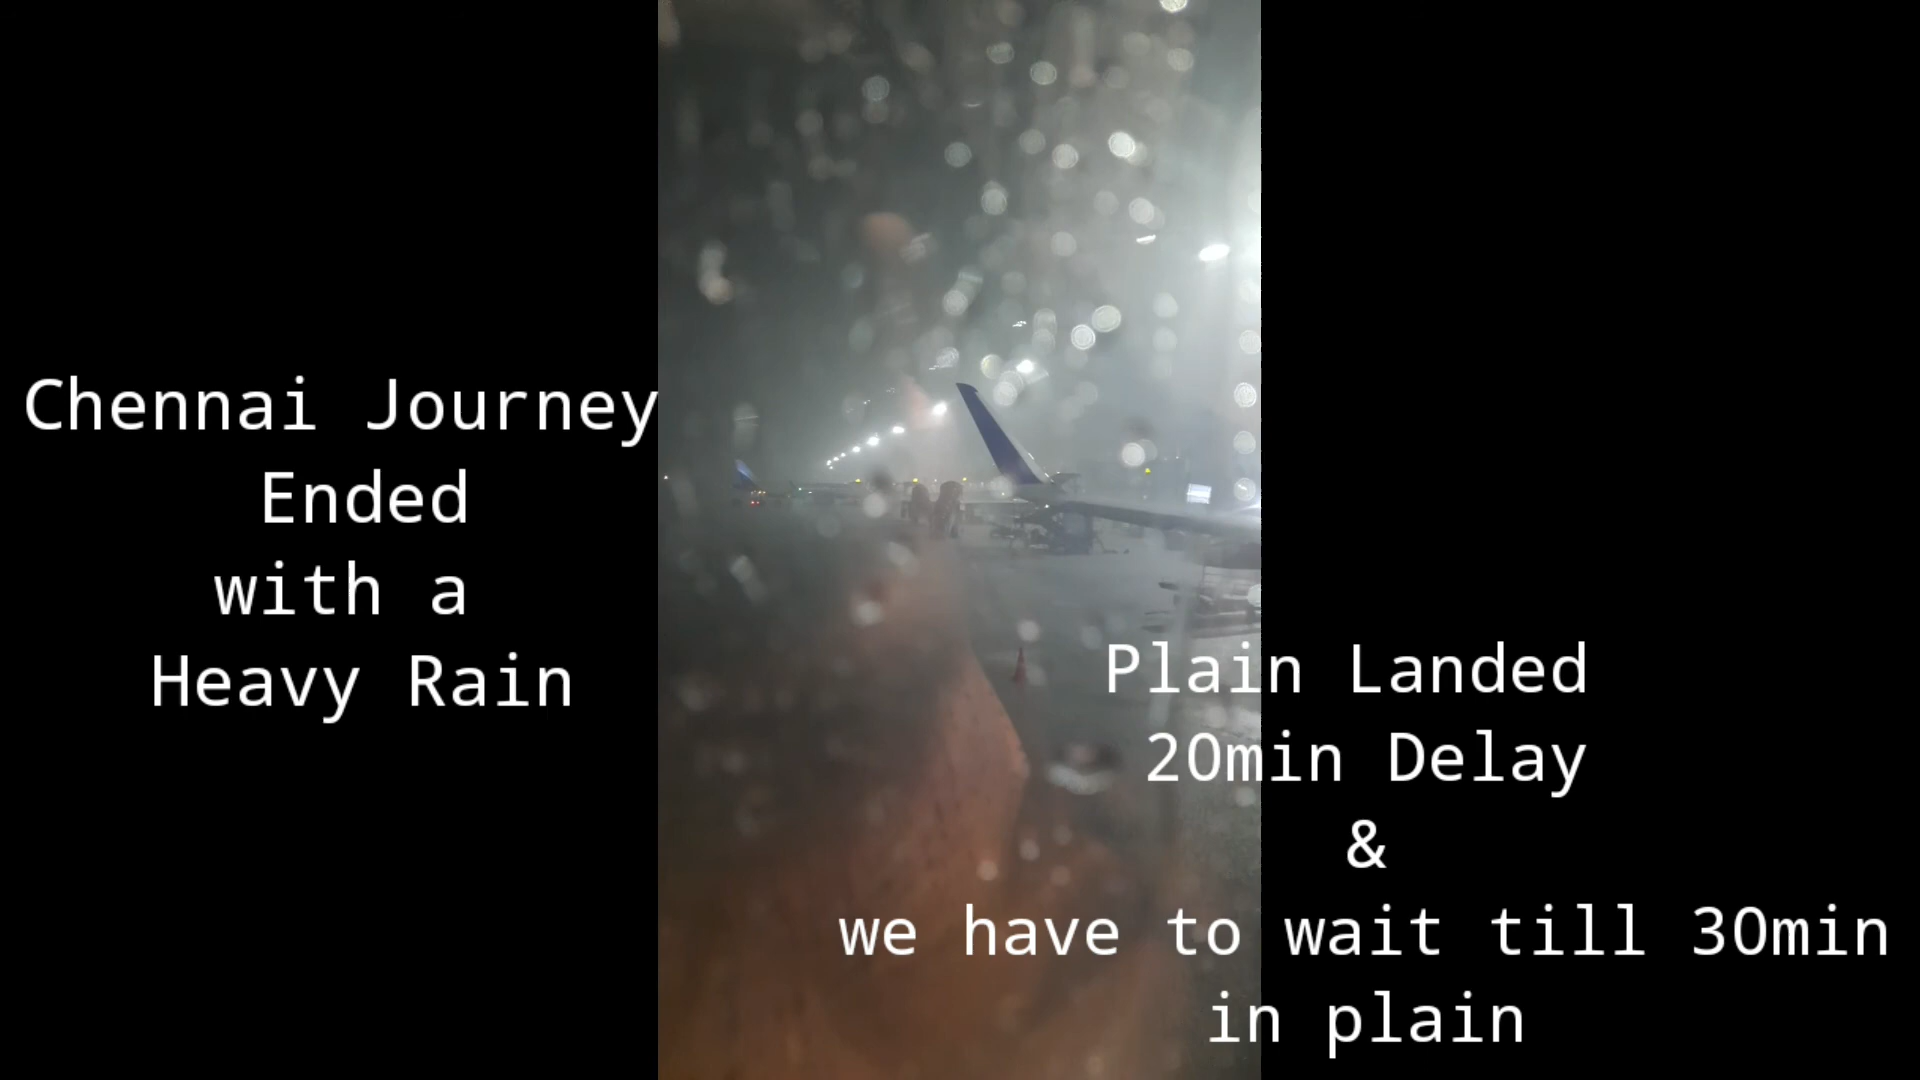 Chennai Journey
Ended
with a
Heavy Rain
Plain Landed
20min Delay
&
we have to wait till 30min
in plain